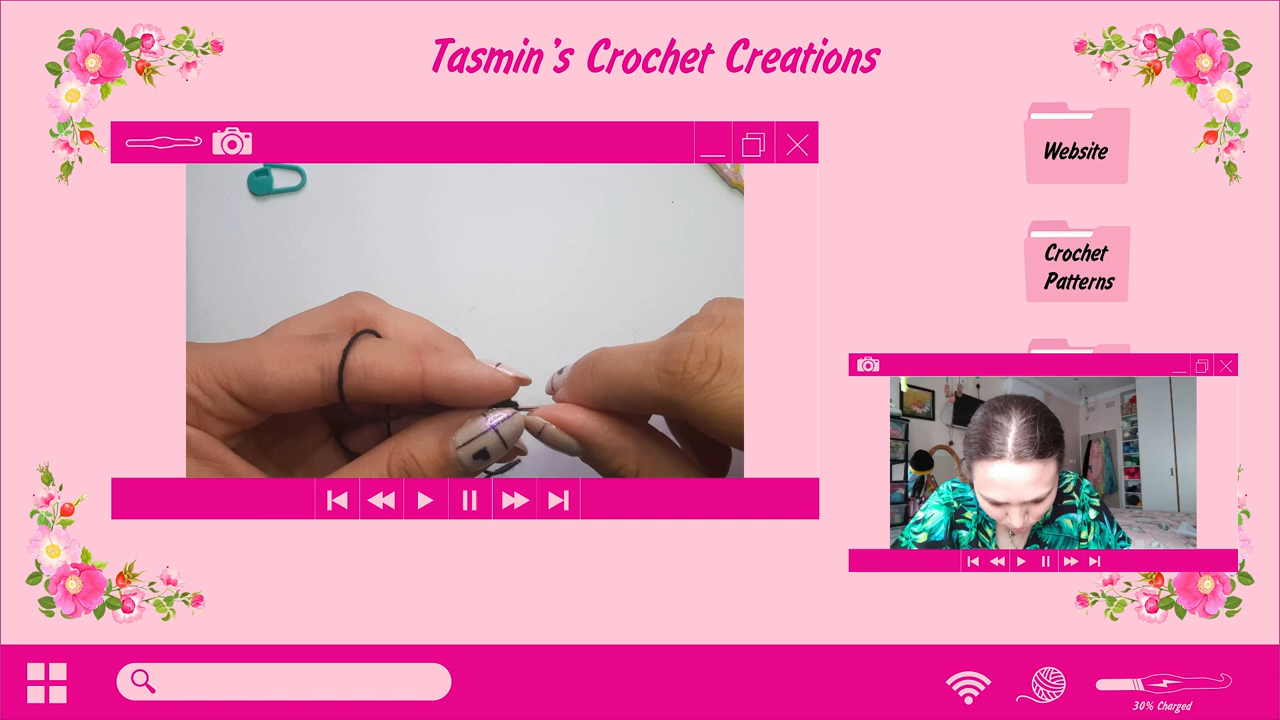 Tasmin's Crochet Creations
Website
Crochet
Patterns
30% Charged